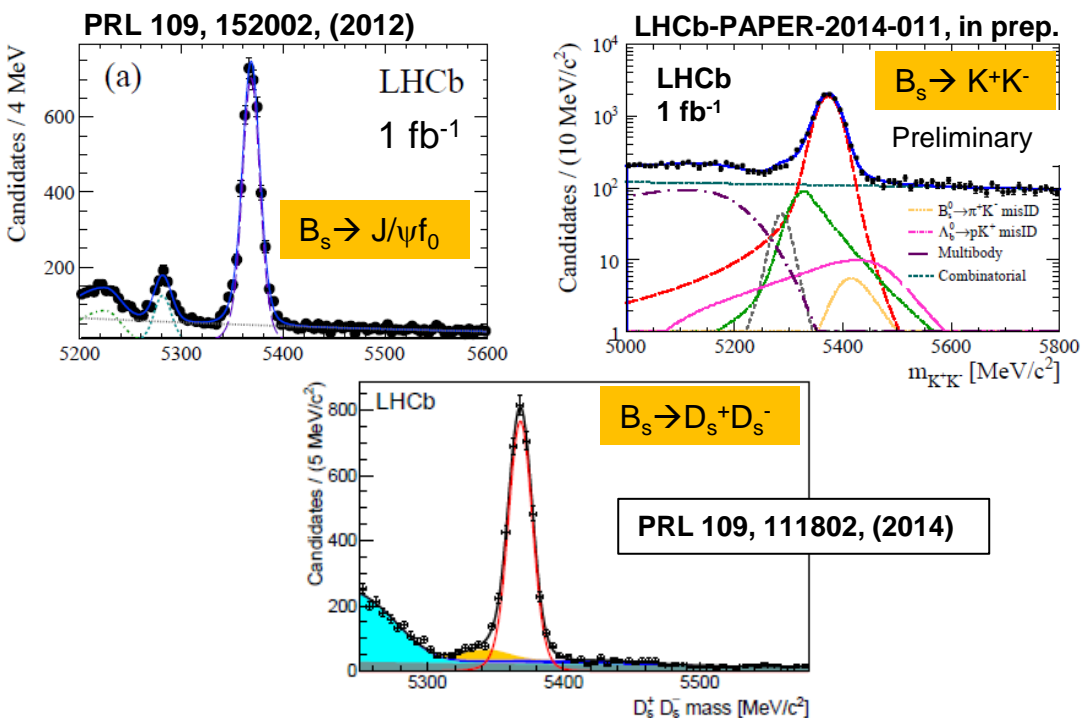 PRL 109, 152002, (2012)
Candidates / 4 MeV
(a)
LHCb
1 fb-1
Bs→ J/ψf0
600
400
200
5200
5300
5400
5500
5600
LHCb-PAPER-2014-011, in prep.
Candidates / (10 MeV/c²)
LHCb
1 fb-1
Bs→ K+K-
Preliminary
10⁴
10³
10²
10
1
B⁰s→π⁺K⁻ misID
Λ⁰b→pK⁺ misID
Multibody
Combinatorial
5000
5200
5400
5600
5800
mK⁺K⁻ [MeV/c²]
Candidates / (5 MeV/c²)
LHCb
Bs→Ds+Ds-
PRL 109, 111802, (2014)
800
600
400
200
0
5300
5400
5500
D⁺s D⁻s mass [MeV/c²]